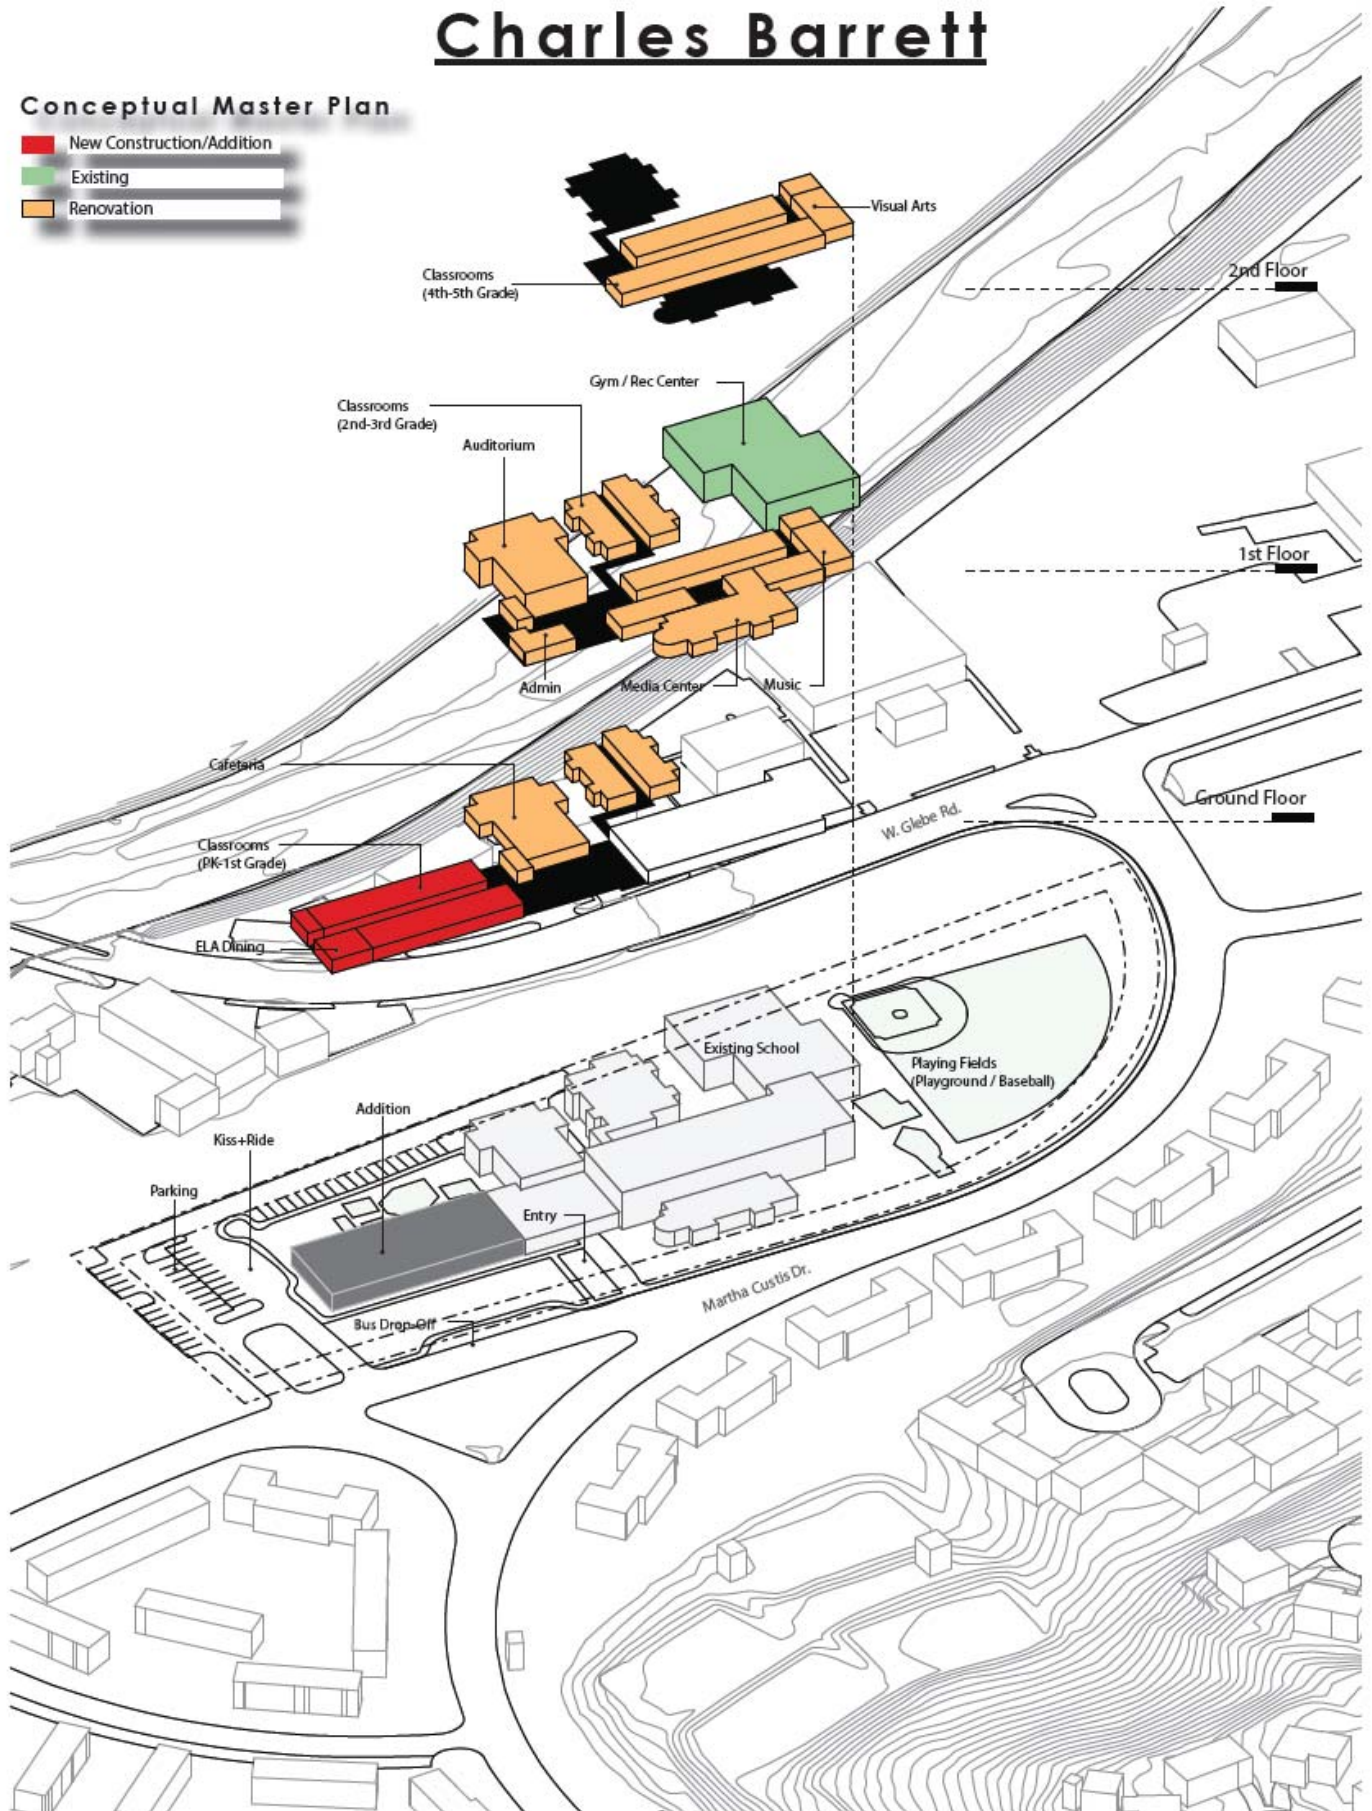 Charles Barrett
Conceptual Master Plan
New Construction/Addition
Existing
Renovation
Visual Arts
Classrooms
(4th-5th Grade)
2nd Floor
Gym / Rec Center
Classrooms
(2nd-3rd Grade)
Auditorium
1st Floor
Admin
Media Center
Music
Cafeteria
Ground Floor
W. Glebe Rd.
Classrooms
(PK-1st Grade)
ELA Dining
Existing School
Playing Fields
(Playground / Baseball)
Addition
Kiss+Ride
Parking
Entry
Martha Custis Dr.
Bus Drop-Off